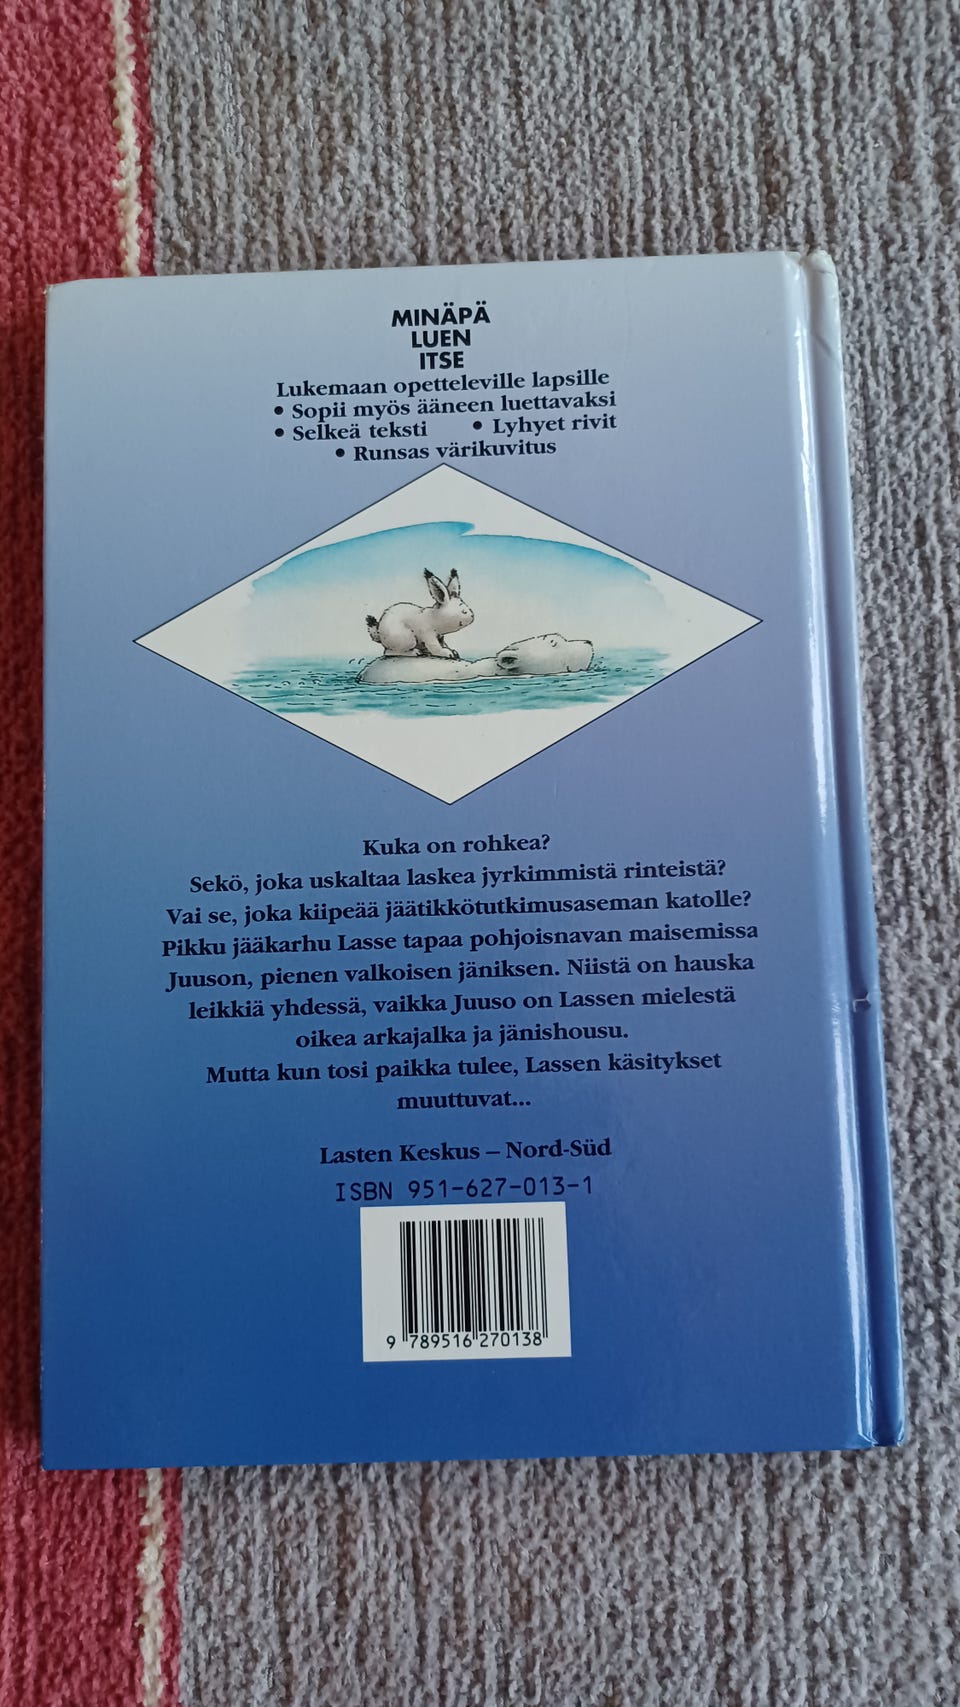 MINÄPÄ
LUEN
ITSE
Lukemaan opetteleville lapsille
• Sopii myös ääneen luettavaksi
• Selkeä teksti • Lyhyet rivit
• Runsas värikuvitus
Kuka on rohkea?
Sekö, joka uskaltaa laskea jyrkimmistä rinteistä?
Vai se, joka kiipeää jäätikkötutkimusaseman katolle?
Pikku jääkarhu Lasse tapaa pohjoisnavan maisemissa
Juuson, pienen valkoisen jäniksen. Niistä on hauska
leikkiä yhdessä, vaikka Juuso on Lassen mielestä
oikea arkajalka ja jänishousu.
Mutta kun tosi paikka tulee, Lassen käsitykset
muuttuvat...
Lasten Keskus – Nord-Süd
ISBN 951-627-013-1
9 789516 270138